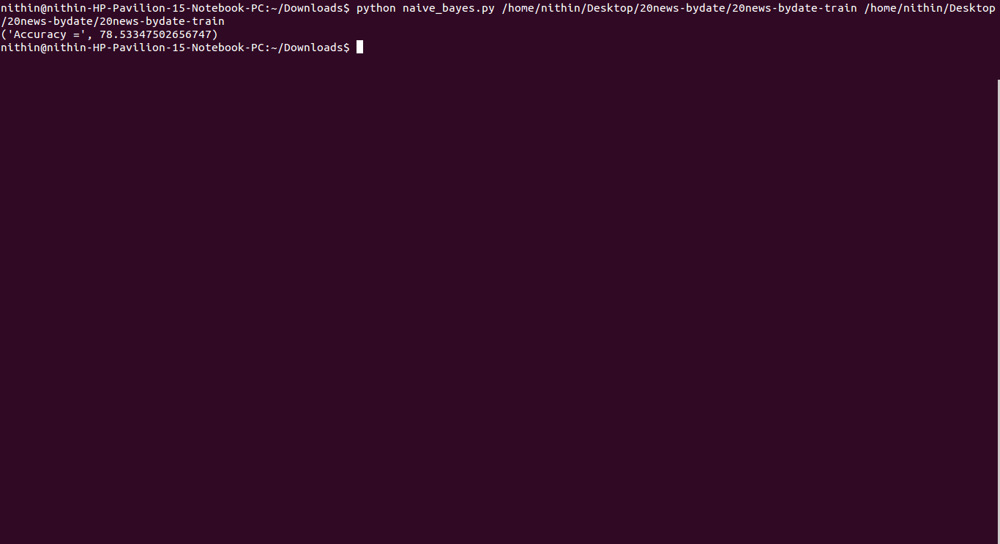 nithin@nithin-HP-Pavilion-15-Notebook-PC:~/Downloads$ python naive_bayes.py /home/nithin/Desktop/20news-bydate/20news-bydate-train /home/nithin/Desktop
/20news-bydate/20news-bydate-train
('Accuracy =', 78.53347502656747)
nithin@nithin-HP-Pavilion-15-Notebook-PC:~/Downloads$